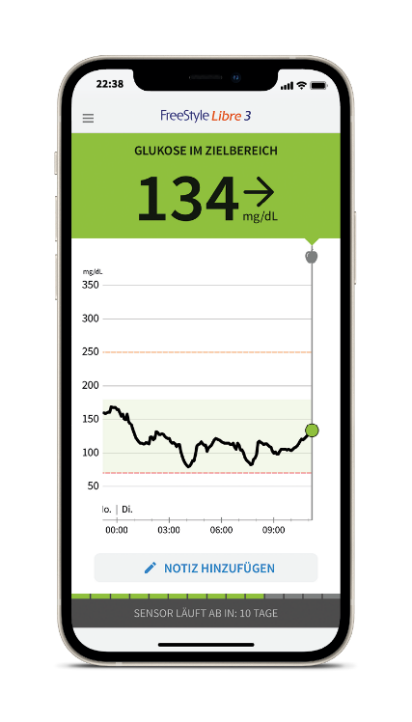 22:38
FreeStyle Libre 3
GLUKOSE IM ZIELBEREICH
134
mg/dL
mg/dL
350
300
250
200
150
100
50
lo. | Di.
00:00 03:00 06:00 09:00
NOTIZ HINZUFÜGEN
SENSOR LÄUFT AB IN: 10 TAGE